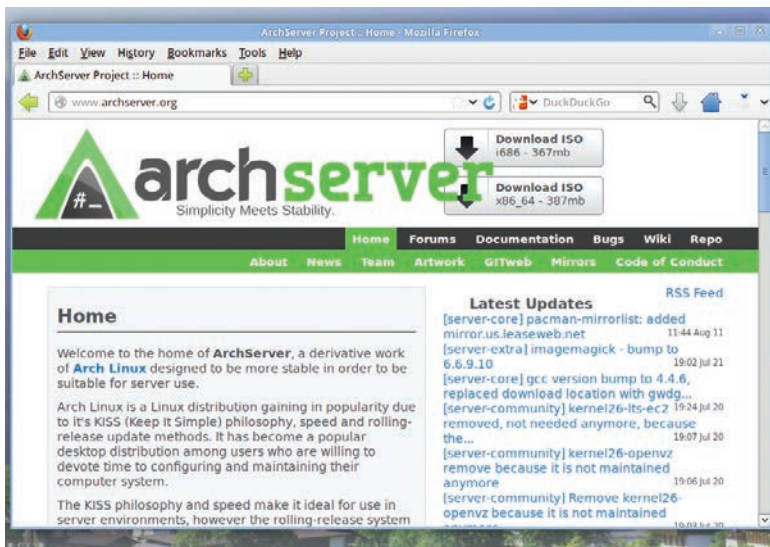 ArchServer Project :: Home - Mozilla Firefox
File Edit View History Bookmarks Tools Help
ArchServer Project :: Home
www.archserver.org
DuckDuckGo
archserver
#_
Simplicity Meets Stability.
Download ISO
i686 - 367mb
Download ISO
x86_64 - 387mb
Home Forums Documentation Bugs Wiki Repo
About News Team Artwork GITweb Mirrors Code of Conduct
Home
Welcome to the home of ArchServer, a derivative work
of Arch Linux designed to be more stable in order to be
suitable for server use.
Arch Linux is a Linux distribution gaining in popularity due
to it's KISS (Keep It Simple) philosophy, speed and rolling-
release update methods. It has become a popular
desktop distribution among users who are willing to
devote time to configuring and maintaining their
computer system.
The KISS philosophy and speed make it ideal for use in
server environments, however the rolling-release system
RSS Feed
Latest Updates
[server-core] pacman-mirrorlist: added
mirror.us.leaseweb.net 11:44 Aug 11
[server-extra] imagemagick - bump to
6.6.9.10 19:02 Jul 21
[server-core] gcc version bump to 4.4.6,
replaced download location with gwdg...
[server-community] kernel26-lts-ec2 19:24 Jul 20
removed, not needed anymore, because
the... 19:07 Jul 20
[server-community] kernel26-openvz
remove because it is not maintained
anymore 19:06 Jul 20
[server-community] Remove kernel26-
openvz because it is not maintained
anymore 19:03 Jul 20